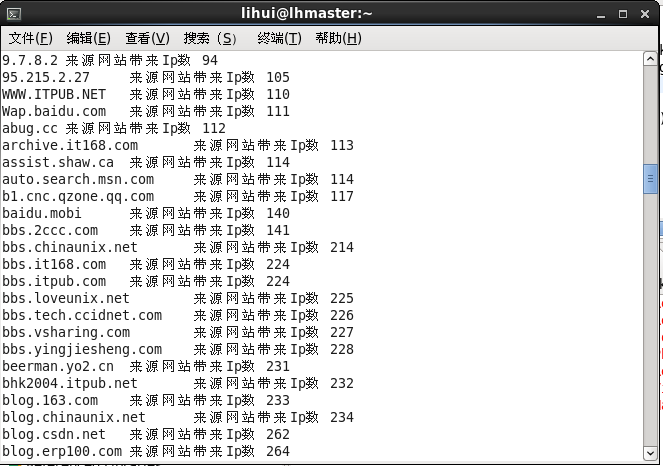 lihui@lhmaster:~
文件(F) 编辑(E) 查看(V) 搜索 (S) 终端(T) 帮助(H)
9.7.8.2 来源网站带来Ip数 94
95.215.2.27 来源网站带来Ip数 105
WWW.ITPUB.NET 来源网站带来Ip数 110
Wap.baidu.com 来源网站带来Ip数 111
abug.cc 来源网站带来Ip数 112
archive.it168.com 来源网站带来Ip数 113
assist.shaw.ca 来源网站带来Ip数 114
auto.search.msn.com 来源网站带来Ip数 114
b1.cnc.qzone.qq.com 来源网站带来Ip数 117
baidu.mobi 来源网站带来Ip数 140
bbs.2ccc.com 来源网站带来Ip数 141
bbs.chinaunix.net 来源网站带来Ip数 214
bbs.it168.com 来源网站带来Ip数 224
bbs.itpub.com 来源网站带来Ip数 224
bbs.loveunix.net 来源网站带来Ip数 225
bbs.tech.ccidnet.com 来源网站带来Ip数 226
bbs.vsharing.com 来源网站带来Ip数 227
bbs.yingjiesheng.com 来源网站带来Ip数 228
beerman.yo2.cn 来源网站带来Ip数 231
bhk2004.itpub.net 来源网站带来Ip数 232
blog.163.com 来源网站带来Ip数 233
blog.chinaunix.net 来源网站带来Ip数 234
blog.csdn.net 来源网站带来Ip数 262
blog.erp100.com 来源网站带来Ip数 264